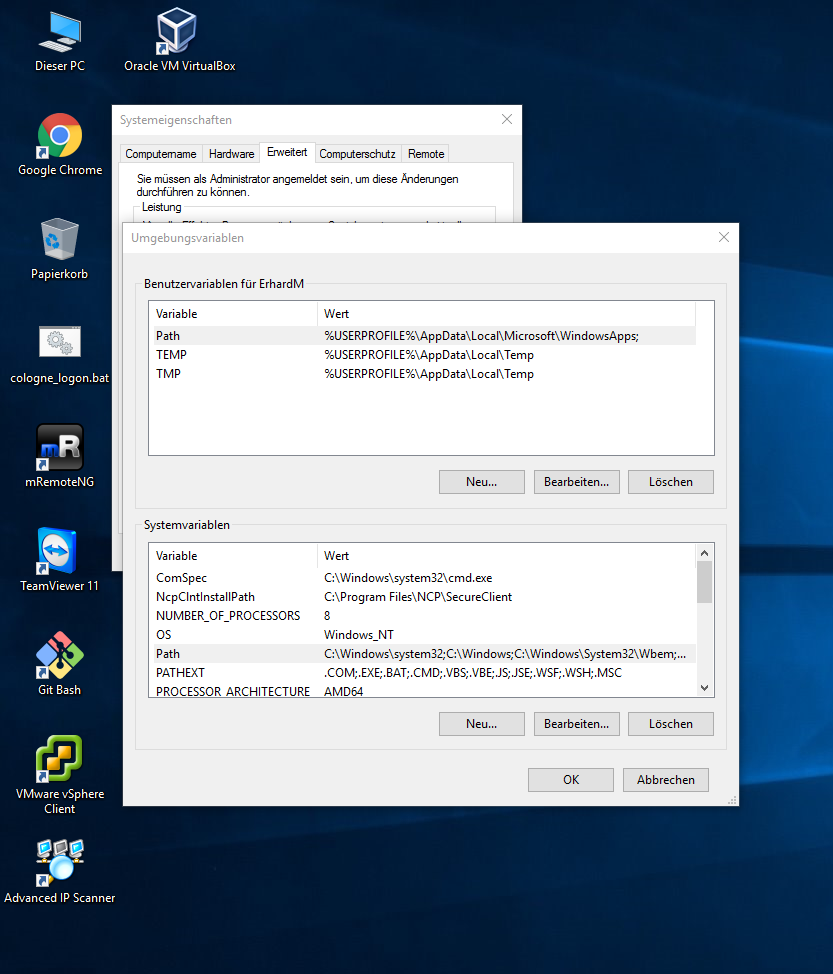 Dieser PC
Oracle VM VirtualBox
Google Chrome
Papierkorb
cologne_logon.bat
mR
mRemoteNG
TeamViewer 11
Git Bash
VMware vSphere
Client
Advanced IP Scanner
Systemeigenschaften
Computername Hardware Erweitert Computerschutz Remote
Sie müssen als Administrator angemeldet sein, um diese Änderungen
durchführen zu können.
Leistung
Umgebungsvariablen
Benutzervariablen für ErhardM
Variable Wert
Path %USERPROFILE%\AppData\Local\Microsoft\WindowsApps;
TEMP %USERPROFILE%\AppData\Local\Temp
TMP %USERPROFILE%\AppData\Local\Temp
Neu... Bearbeiten... Löschen
Systemvariablen
Variable Wert
ComSpec C:\Windows\system32\cmd.exe
NcpClntInstallPath C:\Program Files\NCP\SecureClient
NUMBER_OF_PROCESSORS 8
OS Windows_NT
Path C:\Windows\system32;C:\Windows;C:\Windows\System32\Wbem;...
PATHEXT .COM;.EXE;.BAT;.CMD;.VBS;.VBE;.JS;.JSE;.WSF;.WSH;.MSC
PROCESSOR_ARCHITECTURE AMD64
Neu... Bearbeiten... Löschen
OK Abbrechen